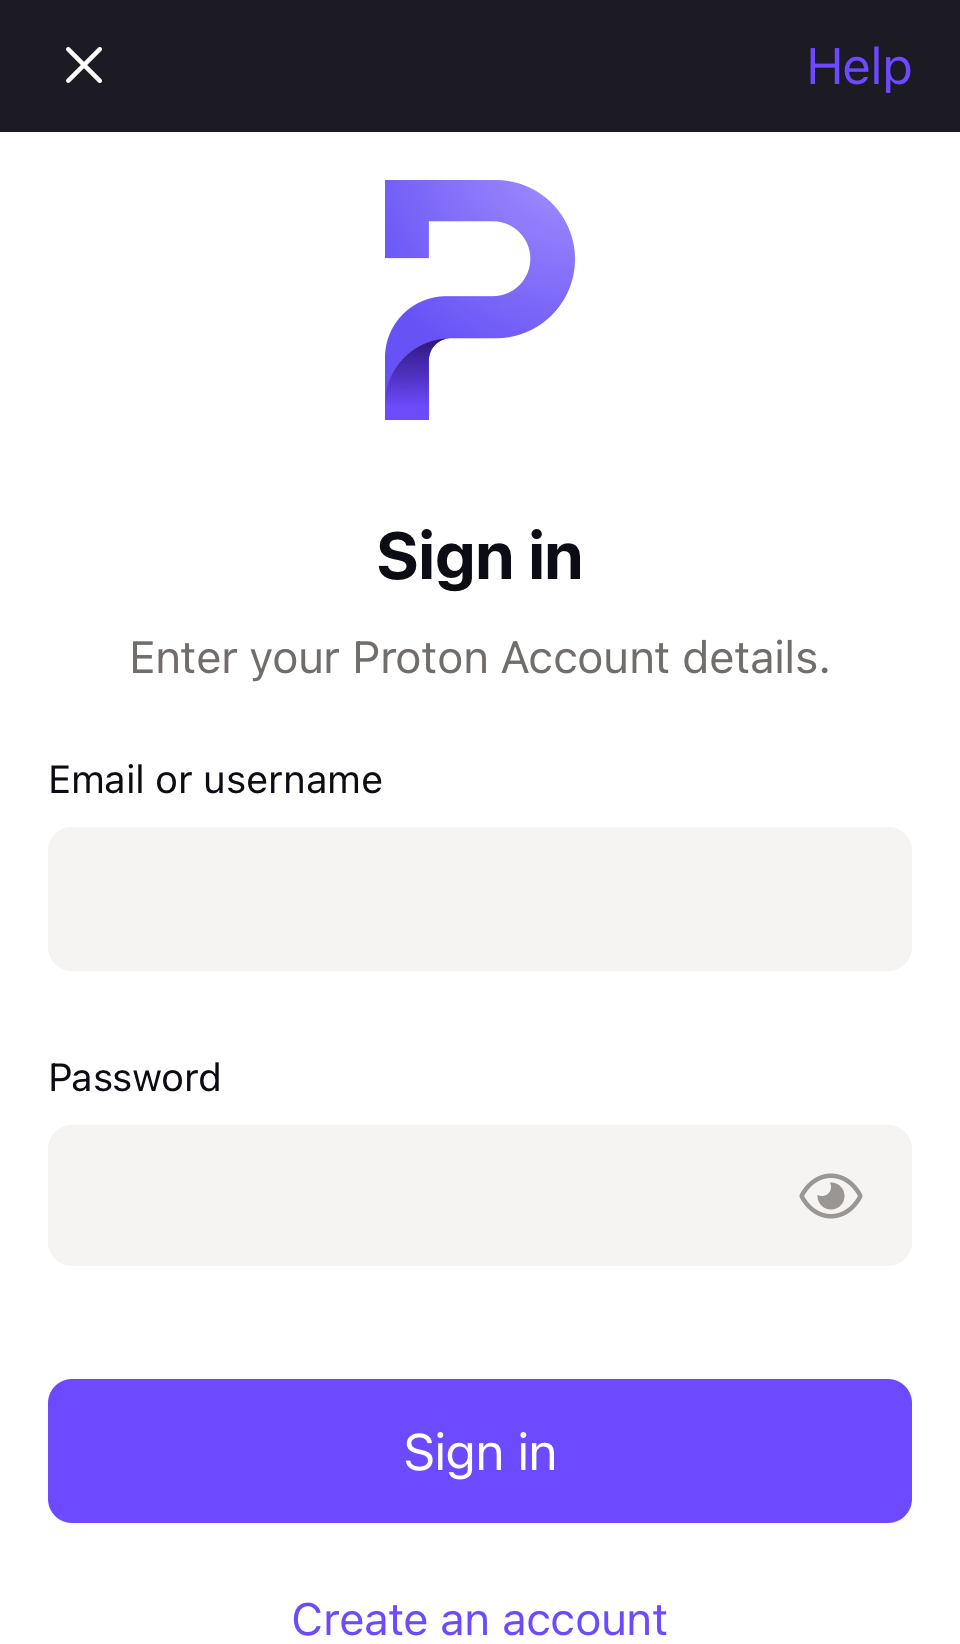 Help
Sign in
Enter your Proton Account details.
Email or username
Password
Sign in
Create an account